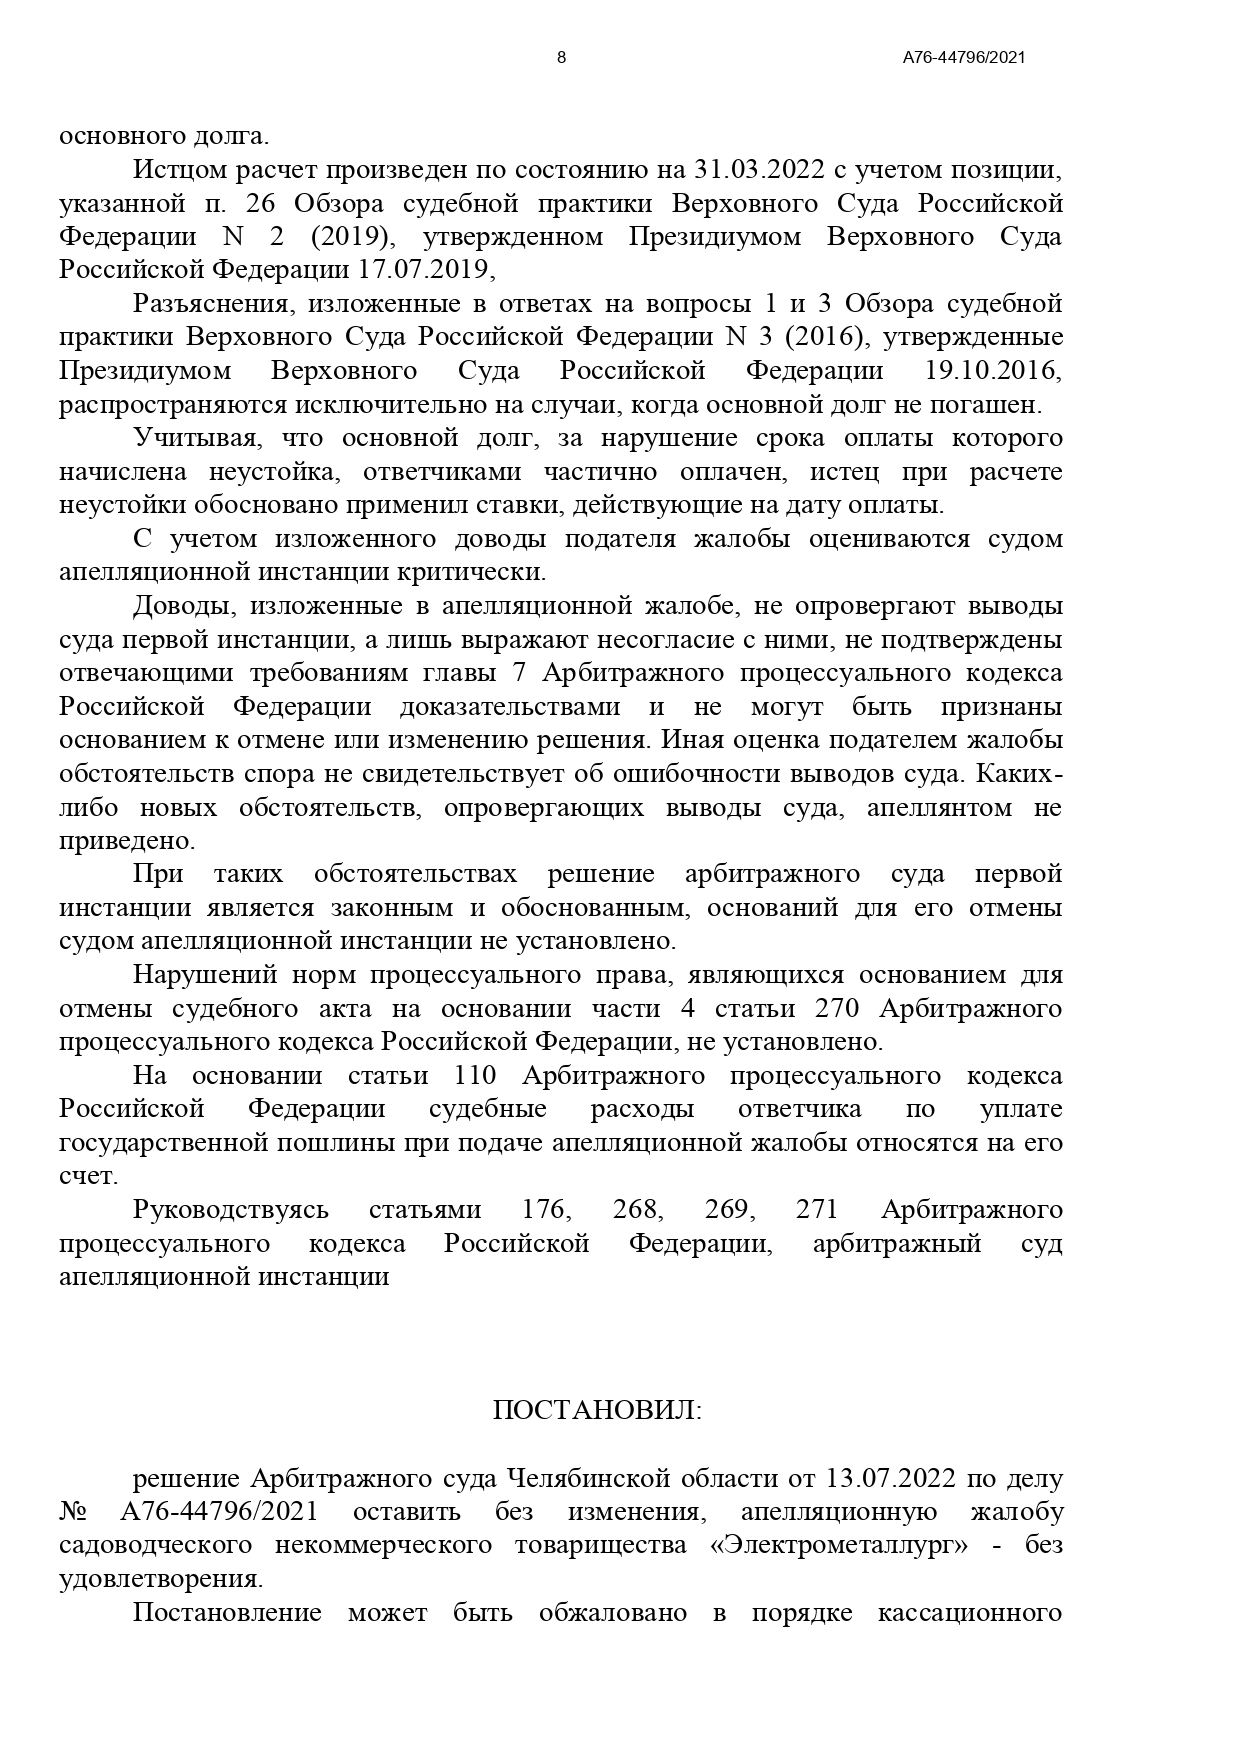 8
А76-44796/2021
основного долга.
Истцом расчет произведен по состоянию на 31.03.2022 с учетом позиции,
указанной п. 26 Обзора судебной практики Верховного Суда Российской
Федерации N 2 (2019), утвержденном Президиумом Верховного Суда
Российской Федерации 17.07.2019,
Разъяснения, изложенные в ответах на вопросы 1 и 3 Обзора судебной
практики Верховного Суда Российской Федерации N 3 (2016), утвержденные
Президиумом Верховного Суда Российской Федерации 19.10.2016,
распространяются исключительно на случаи, когда основной долг не погашен.
Учитывая, что основной долг, за нарушение срока оплаты которого
начислена неустойка, ответчиками частично оплачен, истец при расчете
неустойки обосновано применил ставки, действующие на дату оплаты.
С учетом изложенного доводы подателя жалобы оцениваются судом
апелляционной инстанции критически.
Доводы, изложенные в апелляционной жалобе, не опровергают выводы
суда первой инстанции, а лишь выражают несогласие с ними, не подтверждены
отвечающими требованиям главы 7 Арбитражного процессуального кодекса
Российской Федерации доказательствами и не могут быть признаны
основанием к отмене или изменению решения. Иная оценка подателем жалобы
обстоятельств спора не свидетельствует об ошибочности выводов суда. Каких-
либо новых обстоятельств, опровергающих выводы суда, апеллянтом не
приведено.
При таких обстоятельствах решение арбитражного суда первой
инстанции является законным и обоснованным, оснований для его отмены
судом апелляционной инстанции не установлено.
Нарушений норм процессуального права, являющихся основанием для
отмены судебного акта на основании части 4 статьи 270 Арбитражного
процессуального кодекса Российской Федерации, не установлено.
На основании статьи 110 Арбитражного процессуального кодекса
Российской Федерации судебные расходы ответчика по уплате
государственной пошлины при подаче апелляционной жалобы относятся на его
счет.
Руководствуясь статьями 176, 268, 269, 271 Арбитражного
процессуального кодекса Российской Федерации, арбитражный суд
апелляционной инстанции
ПОСТАНОВИЛ:
решение Арбитражного суда Челябинской области от 13.07.2022 по делу
№ А76-44796/2021 оставить без изменения, апелляционную жалобу
садоводческого некоммерческого товарищества «Электрометаллург» - без
удовлетворения.
Постановление может быть обжаловано в порядке кассационного